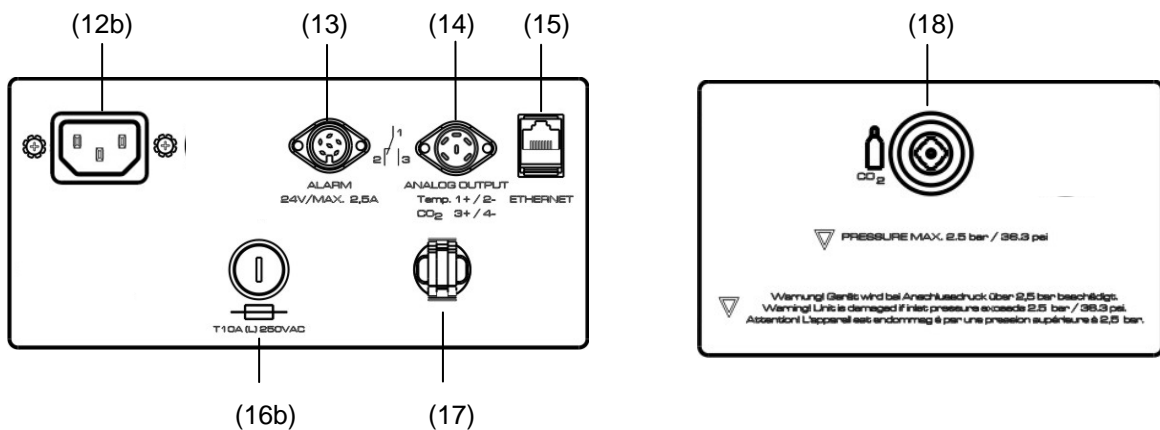 (12b) (13) (14) (15) (18)
1
2 3
ALARM
24V/MAX. 2,5A
ANALOG OUTPUT
Temp. 1+ / 2-
CO2 3+ / 4-
ETHERNET
T10A (L) 250VAC
(16b) (17)
CO2
PRESSURE MAX. 2.5 bar / 36.3 psi
Warnung! Gerät wird bei Anschlussdruck über 2,5 bar beschädigt.
Warning! Unit is damaged if inlet pressure exceeds 2.5 bar / 36.3 psi.
Attention! L'appareil est endommag é par une pression supérieure à 2,5 bar.